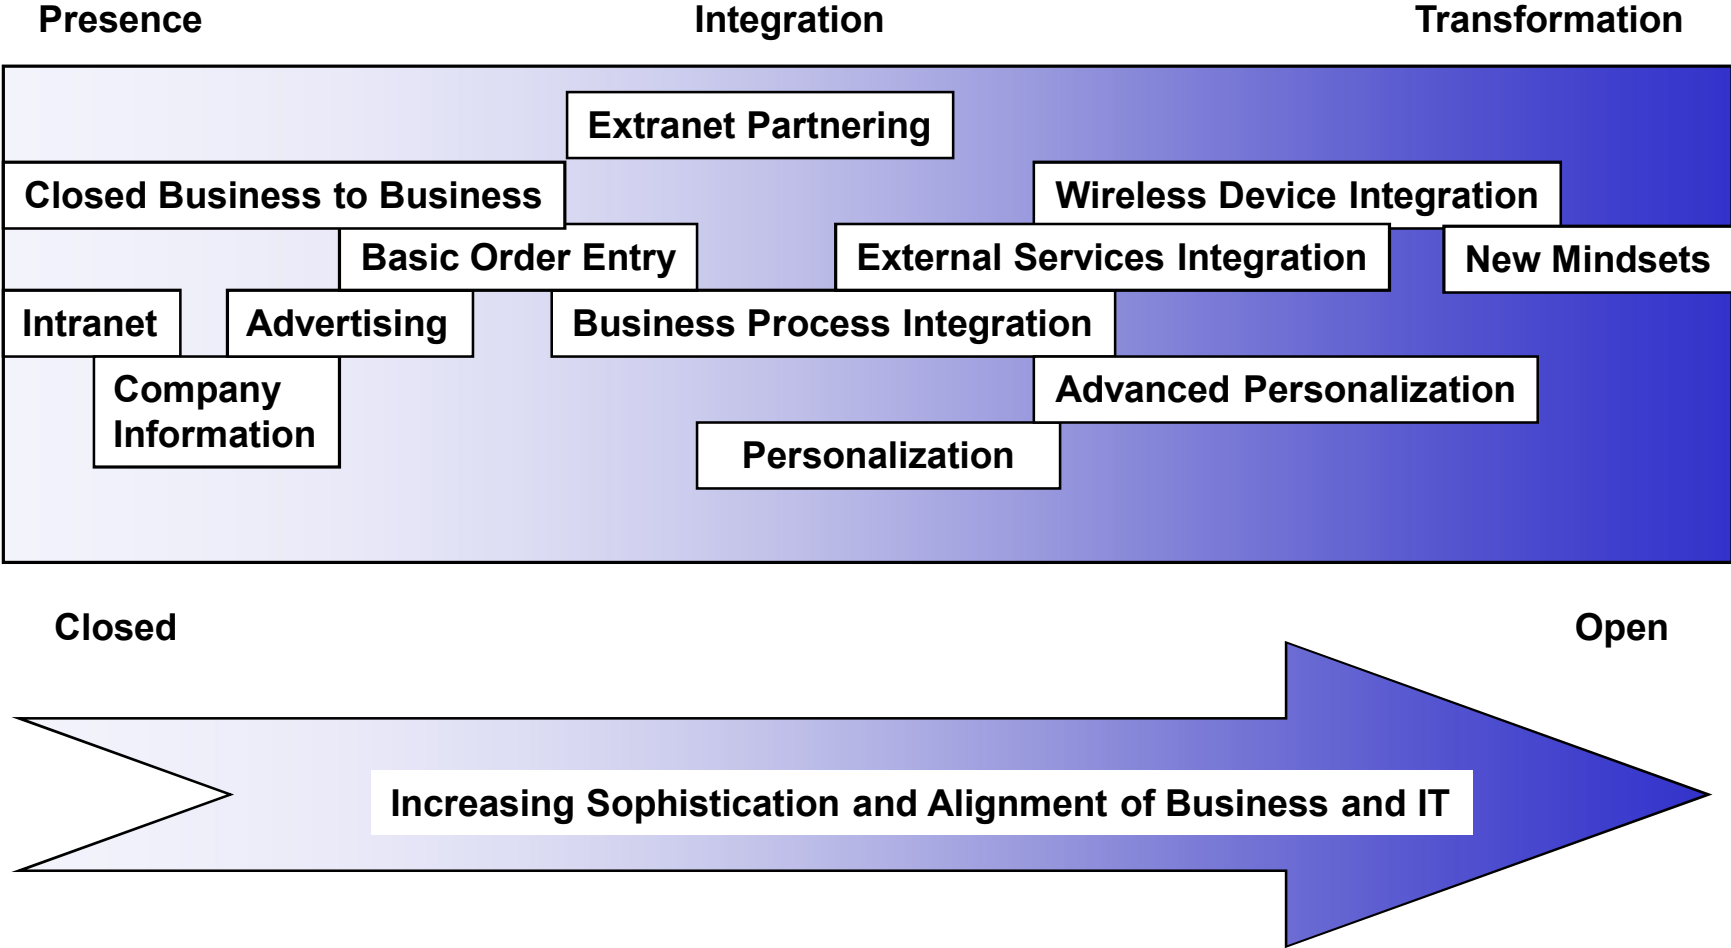 Presence
Integration
Transformation
Extranet Partnering
Closed Business to Business
Wireless Device Integration
Basic Order Entry
External Services Integration
New Mindsets
Intranet
Advertising
Business Process Integration
Company
Information
Advanced Personalization
Personalization
Closed
Open
Increasing Sophistication and Alignment of Business and IT